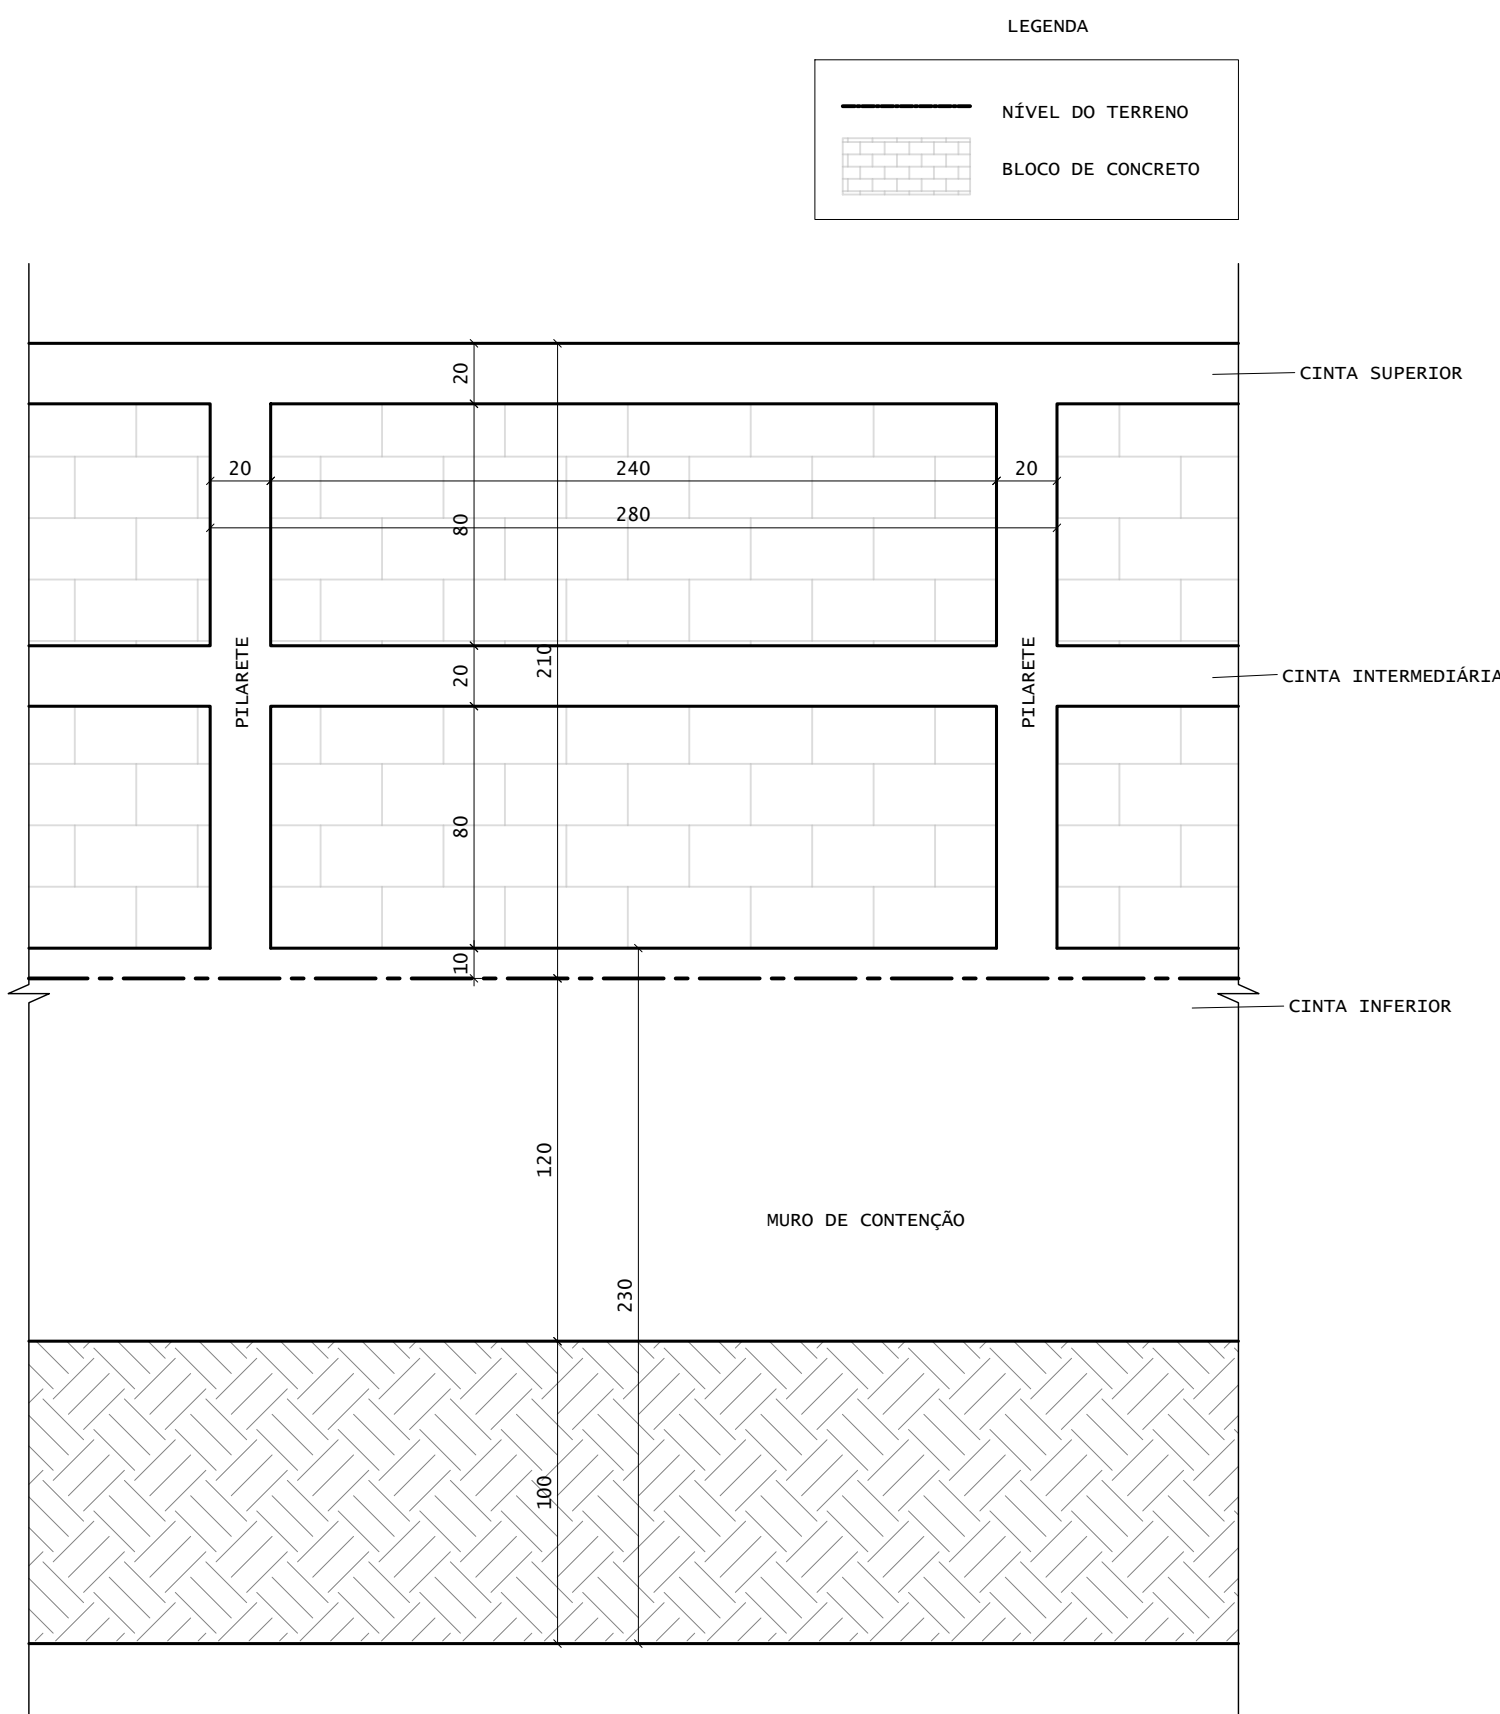 LEGENDA
NÍVEL DO TERRENO
BLOCO DE CONCRETO
20
CINTA SUPERIOR
20
240
20
280
80
PILARETE
210
20
PILARETE
CINTA INTERMEDIÁRIA
80
10
CINTA INFERIOR
120
MURO DE CONTENÇÃO
230
100